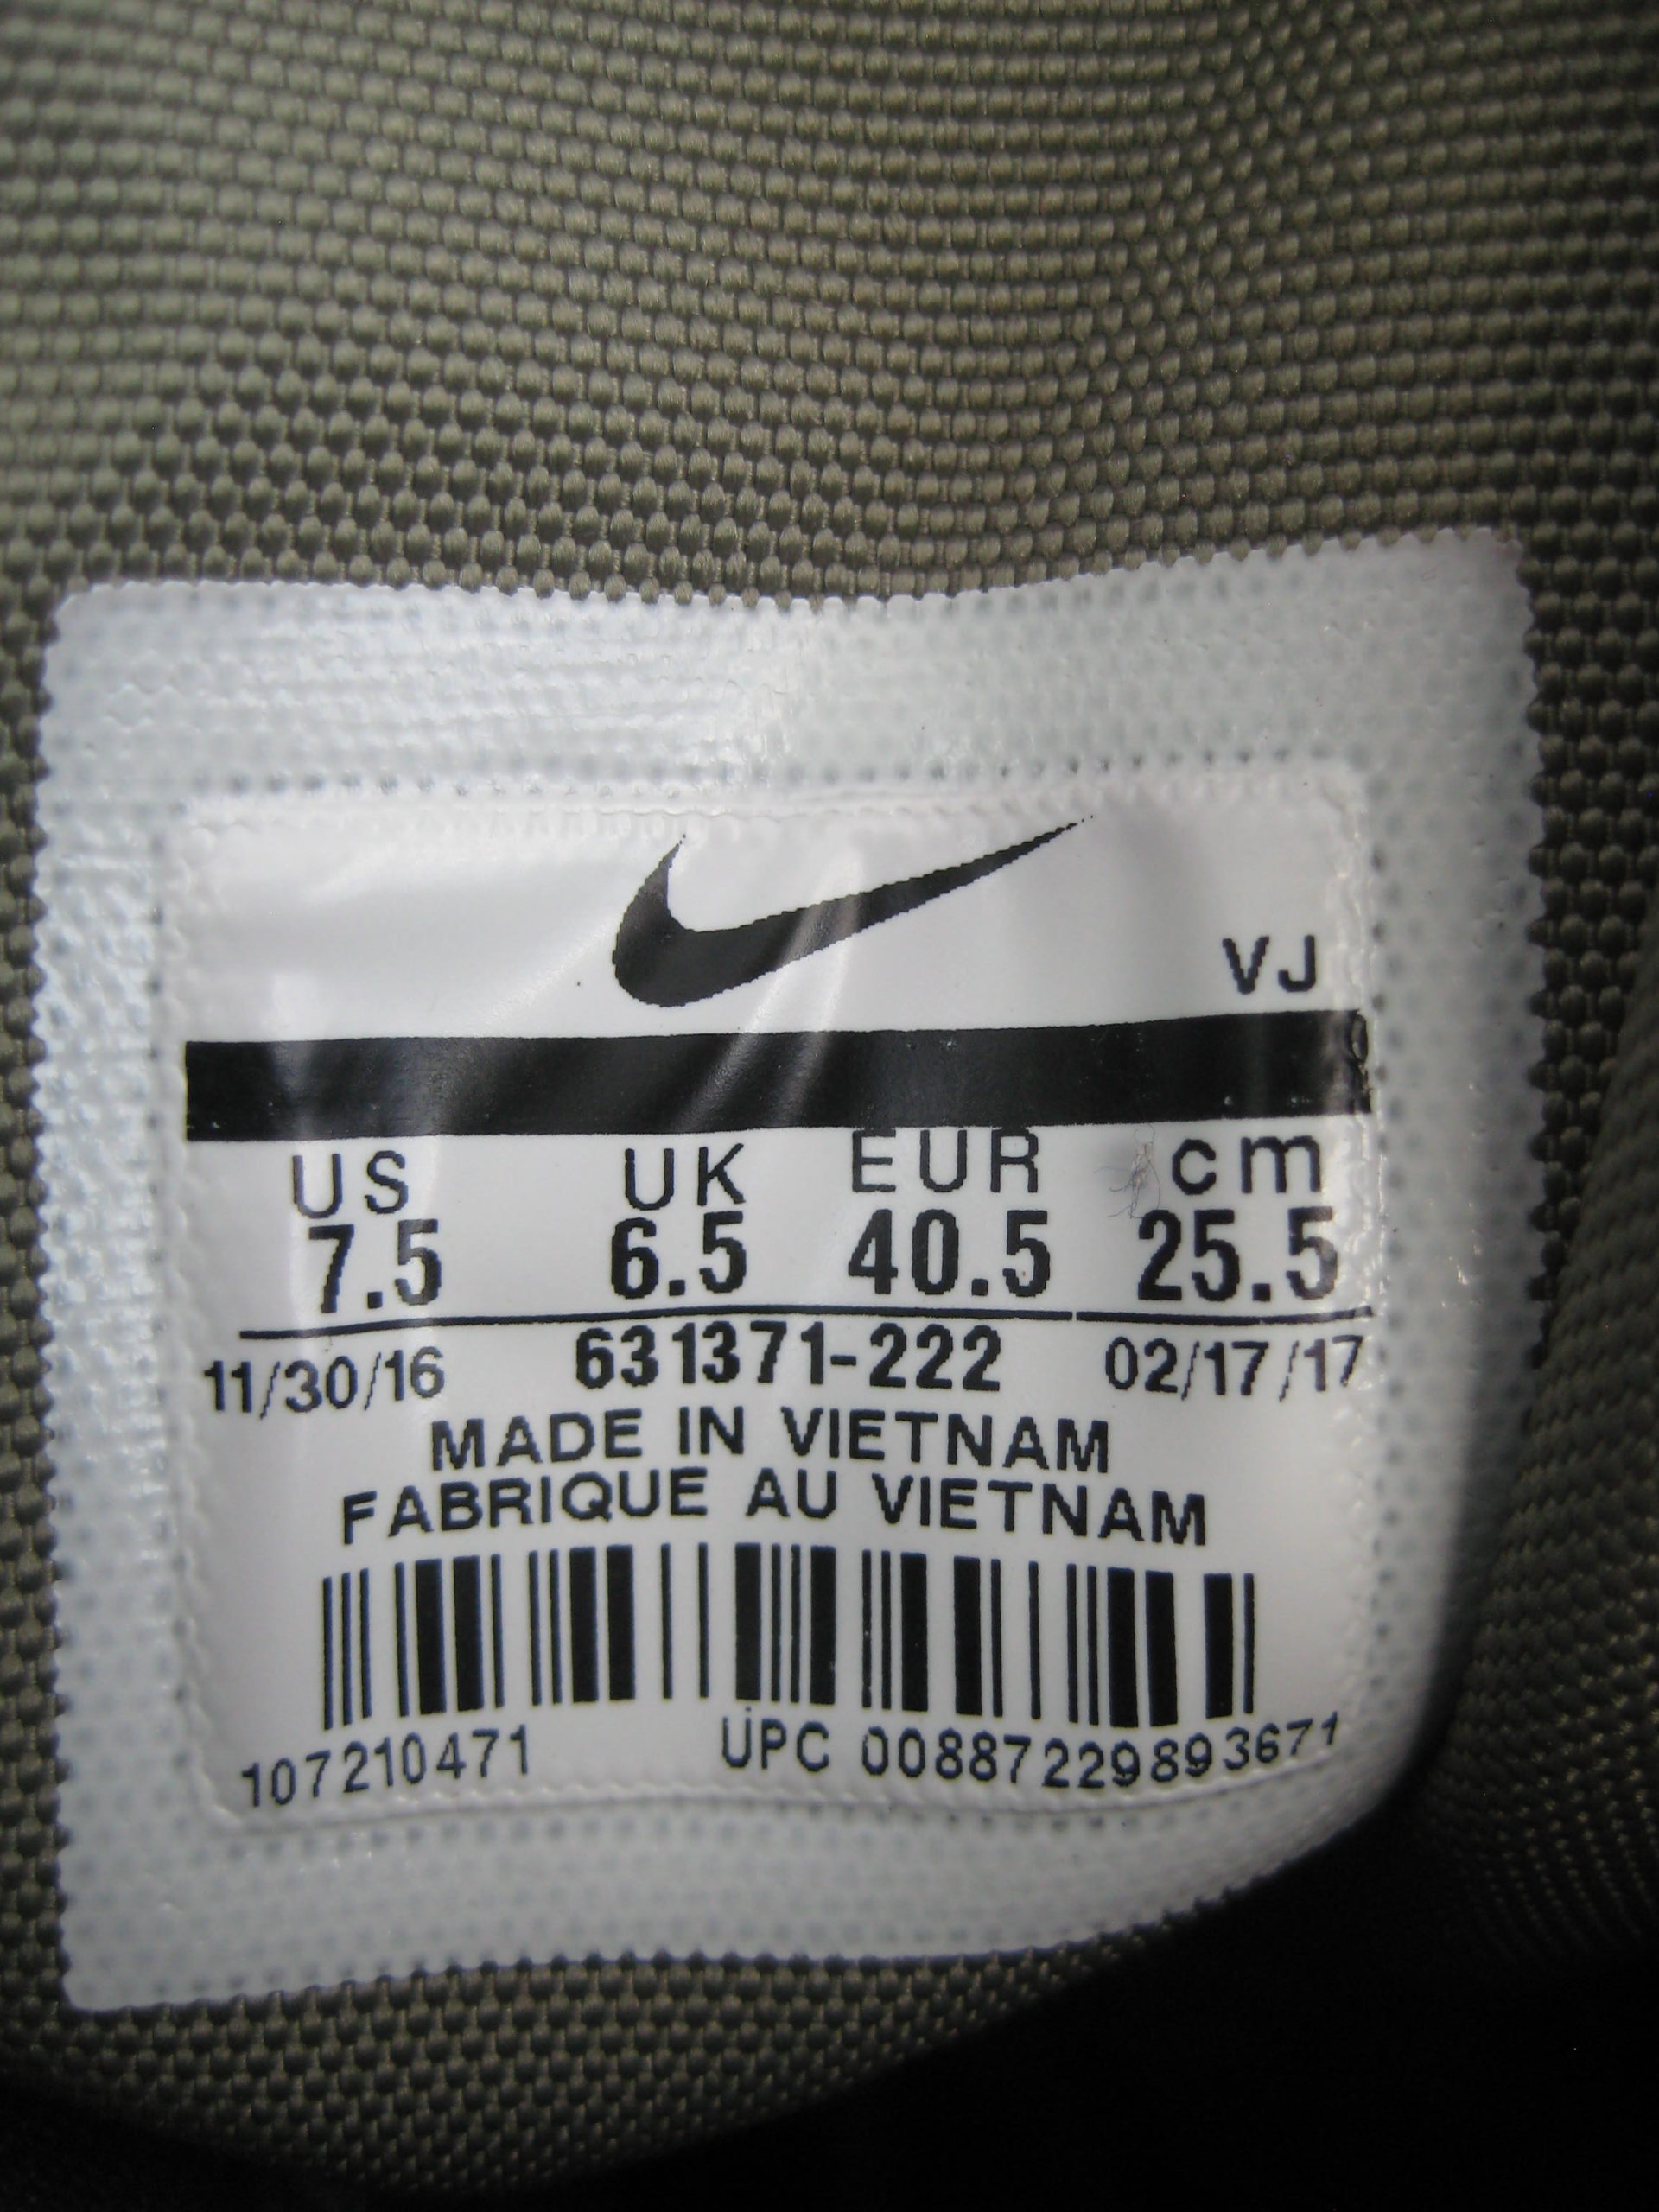 VJ
US UK EUR cm
7.5 6.5 40.5 25.5
11/30/16 631371-222 02/17/17
MADE IN VIETNAM
FABRIQUE AU VIETNAM
107210471 UPC 00887229893671